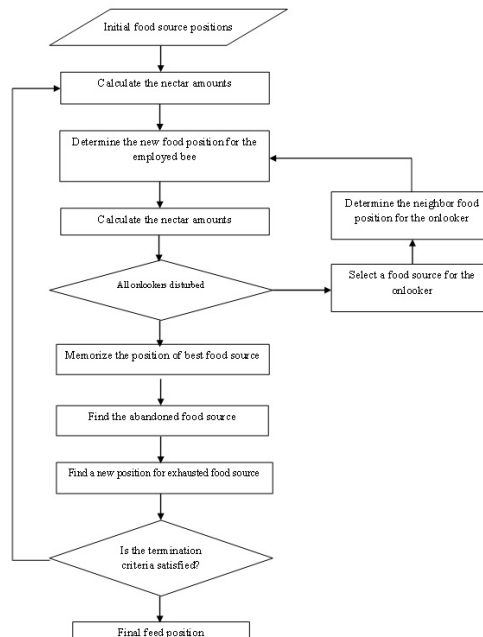 Initial food source positions
Calculate the nectar amounts
Determine the new food position for the
employed bee
Calculate the nectar amounts
Determine the neighbor food
position for the onlooker
All onlookers disturbed
Select a food source for the
onlooker
Memorize the position of best food source
Find the abandoned food source
Find a new position for exhausted food source
Is the termination
criteria satisfied?
Final feed position